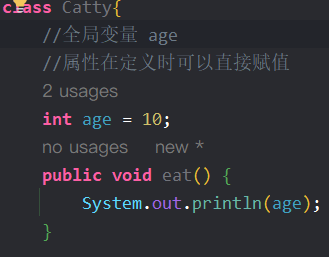 class Catty{
//全局变量 age
//属性在定义时可以直接赋值
2 usages
int age = 10;
no usages new *
public void eat() {
System.out.println(age);
}